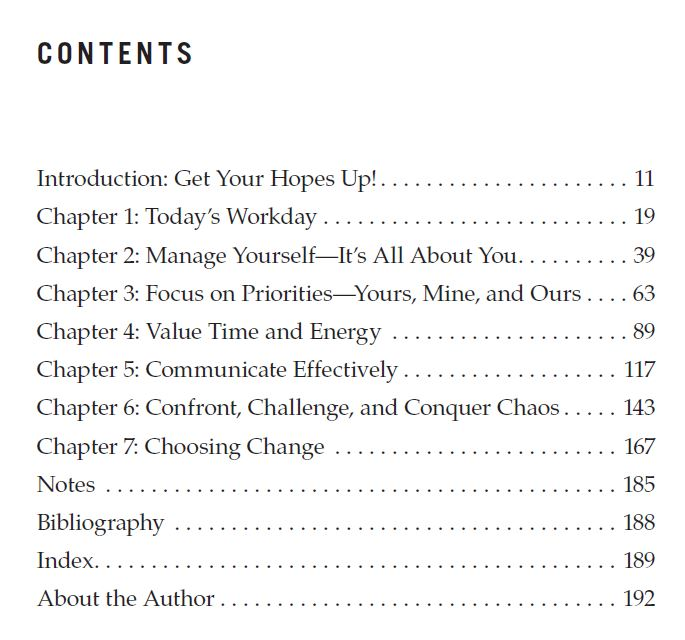 CONTENTS
Introduction: Get Your Hopes Up!. . . . . . . . . . . . . . . . . . . . . . 11
Chapter 1: Today’s Workday . . . . . . . . . . . . . . . . . . . . . . . . . . . 19
Chapter 2: Manage Yourself—It’s All About You. . . . . . . . . . 39
Chapter 3: Focus on Priorities—Yours, Mine, and Ours . . . . 63
Chapter 4: Value Time and Energy . . . . . . . . . . . . . . . . . . . . . 89
Chapter 5: Communicate Effectively . . . . . . . . . . . . . . . . . . . 117
Chapter 6: Confront, Challenge, and Conquer Chaos . . . . . 143
Chapter 7: Choosing Change . . . . . . . . . . . . . . . . . . . . . . . . . 167
Notes . . . . . . . . . . . . . . . . . . . . . . . . . . . . . . . . . . . . . . . . . . . . . 185
Bibliography . . . . . . . . . . . . . . . . . . . . . . . . . . . . . . . . . . . . . . . 188
Index. . . . . . . . . . . . . . . . . . . . . . . . . . . . . . . . . . . . . . . . . . . . . . 189
About the Author . . . . . . . . . . . . . . . . . . . . . . . . . . . . . . . . . . . 192